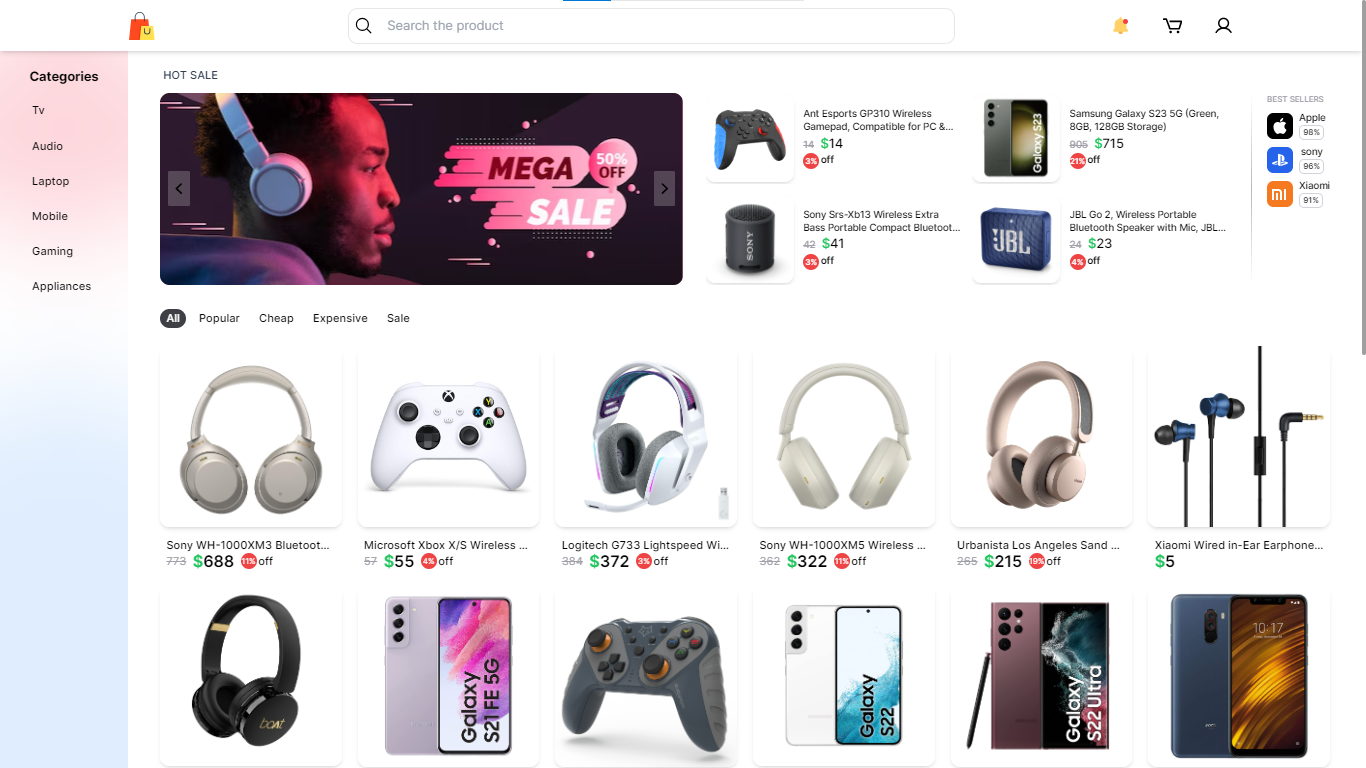 U
Search the product
Categories
Tv
Audio
Laptop
Mobile
Gaming
Appliances
HOT SALE
MEGA
SALE
50%
OFF
Ant Esports GP310 Wireless
Gamepad, Compatible for PC &...
14 $14
3% off
Galaxy S23
Samsung Galaxy S23 5G (Green,
8GB, 128GB Storage)
905 $715
21% off
SONY
Sony Srs-Xb13 Wireless Extra
Bass Portable Compact Bluetoot...
42 $41
3% off
JBL
JBL Go 2, Wireless Portable
Bluetooth Speaker with Mic, JBL...
24 $23
4% off
BEST SELLERS
Apple
98%
sony
96%
Xiaomi
91%
All Popular Cheap Expensive Sale
Y
X
A
Sony WH-1000XM3 Bluetoot...
773 $688 11% off
Microsoft Xbox X/S Wireless ...
57 $55 4% off
Logitech G733 Lightspeed Wi...
384 $372 3% off
Sony WH-1000XM5 Wireless ...
362 $322 11% off
Urbanista Los Angeles Sand ...
265 $215 19% off
Xiaomi Wired in-Ear Earphone...
$5
boAt
Galaxy
S21 FE 5G
Galaxy
S22
Galaxy
S22 Ultra
10:17